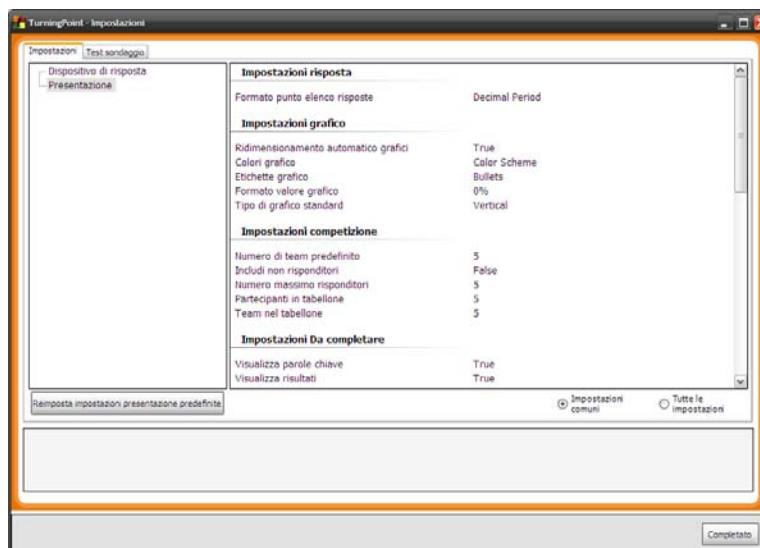 TurningPoint - Impostazioni
Impostazioni
Test sondaggio
Dispositivo di risposta
Presentazione
Impostazioni risposta
Formato punto elenco risposte Decimal Period
Impostazioni grafico
Ridimensionamento automatico grafici True
Colori grafico Color Scheme
Etichette grafico Bullets
Formato valore grafico 0%
Tipo di grafico standard Vertical
Impostazioni competizione
Numero di team predefinito 5
Includi non risponditori False
Numero massimo risponditori 5
Partecipanti in tabellone 5
Team nel tabellone 5
Impostazioni Da completare
Visualizza parole chiave True
Visualizza risultati True
Reimposta impostazioni presentazione predefinite
Impostazioni
comuni
Tutte le
impostazioni
Completato